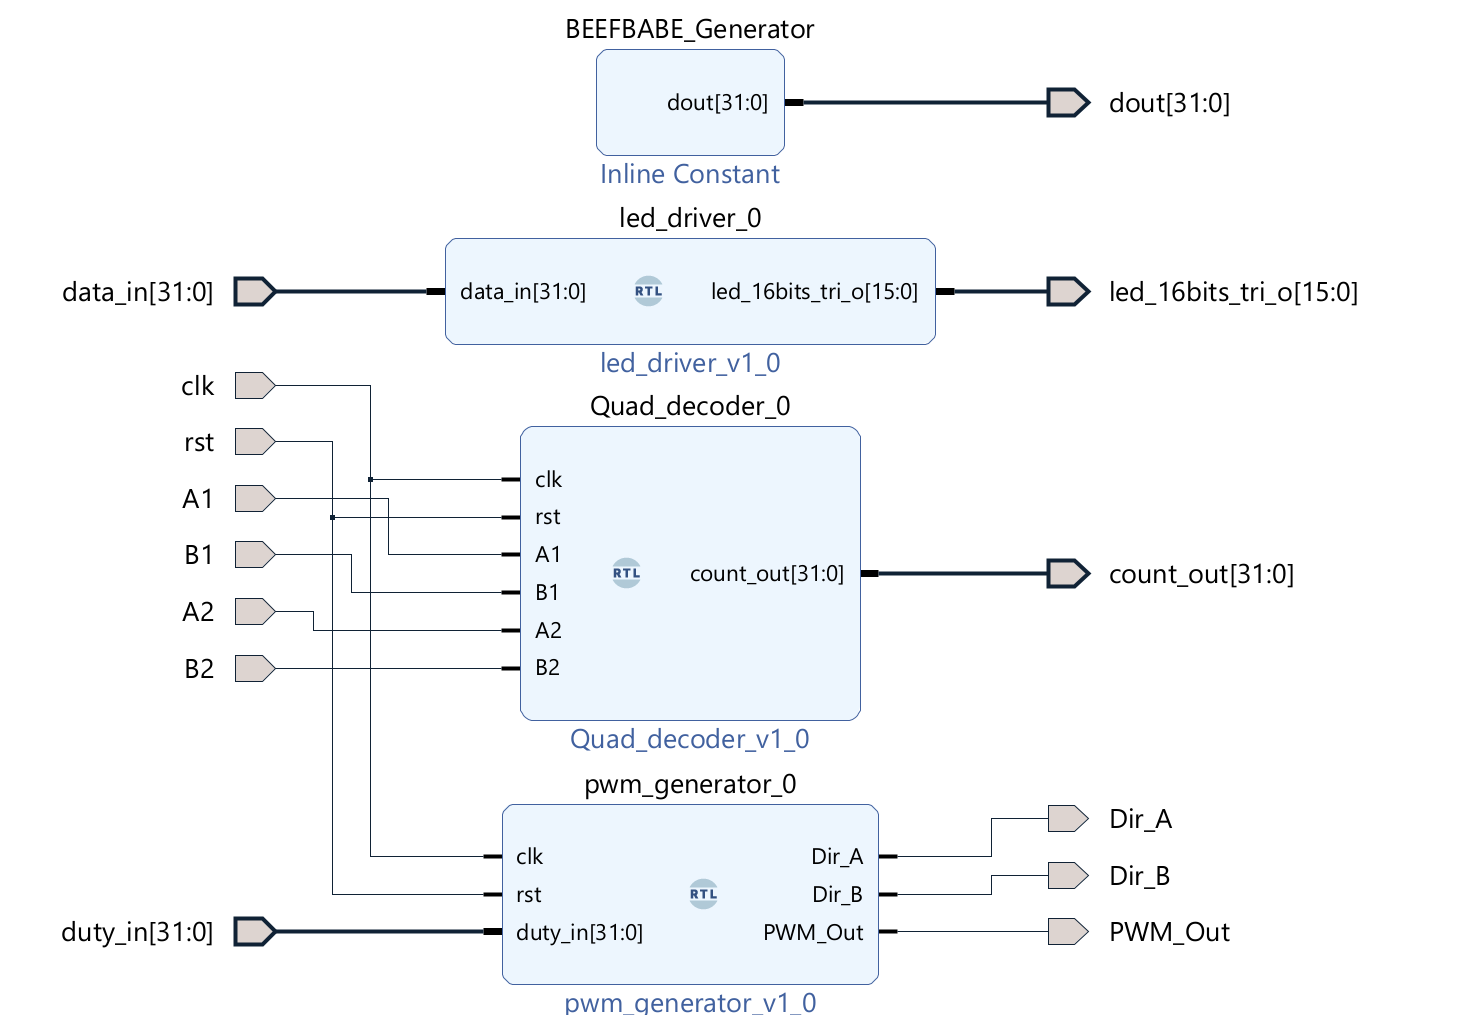 BEEFBABE_Generator
dout[31:0]
dout[31:0]
Inline Constant
led_driver_0
data_in[31:0]
data_in[31:0]
RTL
led_16bits_tri_o[15:0]
led_16bits_tri_o[15:0]
led_driver_v1_0
clk
rst
A1
B1
A2
B2
Quad_decoder_0
clk
rst
A1
B1
A2
B2
RTL
count_out[31:0]
count_out[31:0]
Quad_decoder_v1_0
pwm_generator_0
duty_in[31:0]
clk
rst
duty_in[31:0]
RTL
Dir_A
Dir_B
PWM_Out
Dir_A
Dir_B
PWM_Out
pwm_generator_v1_0